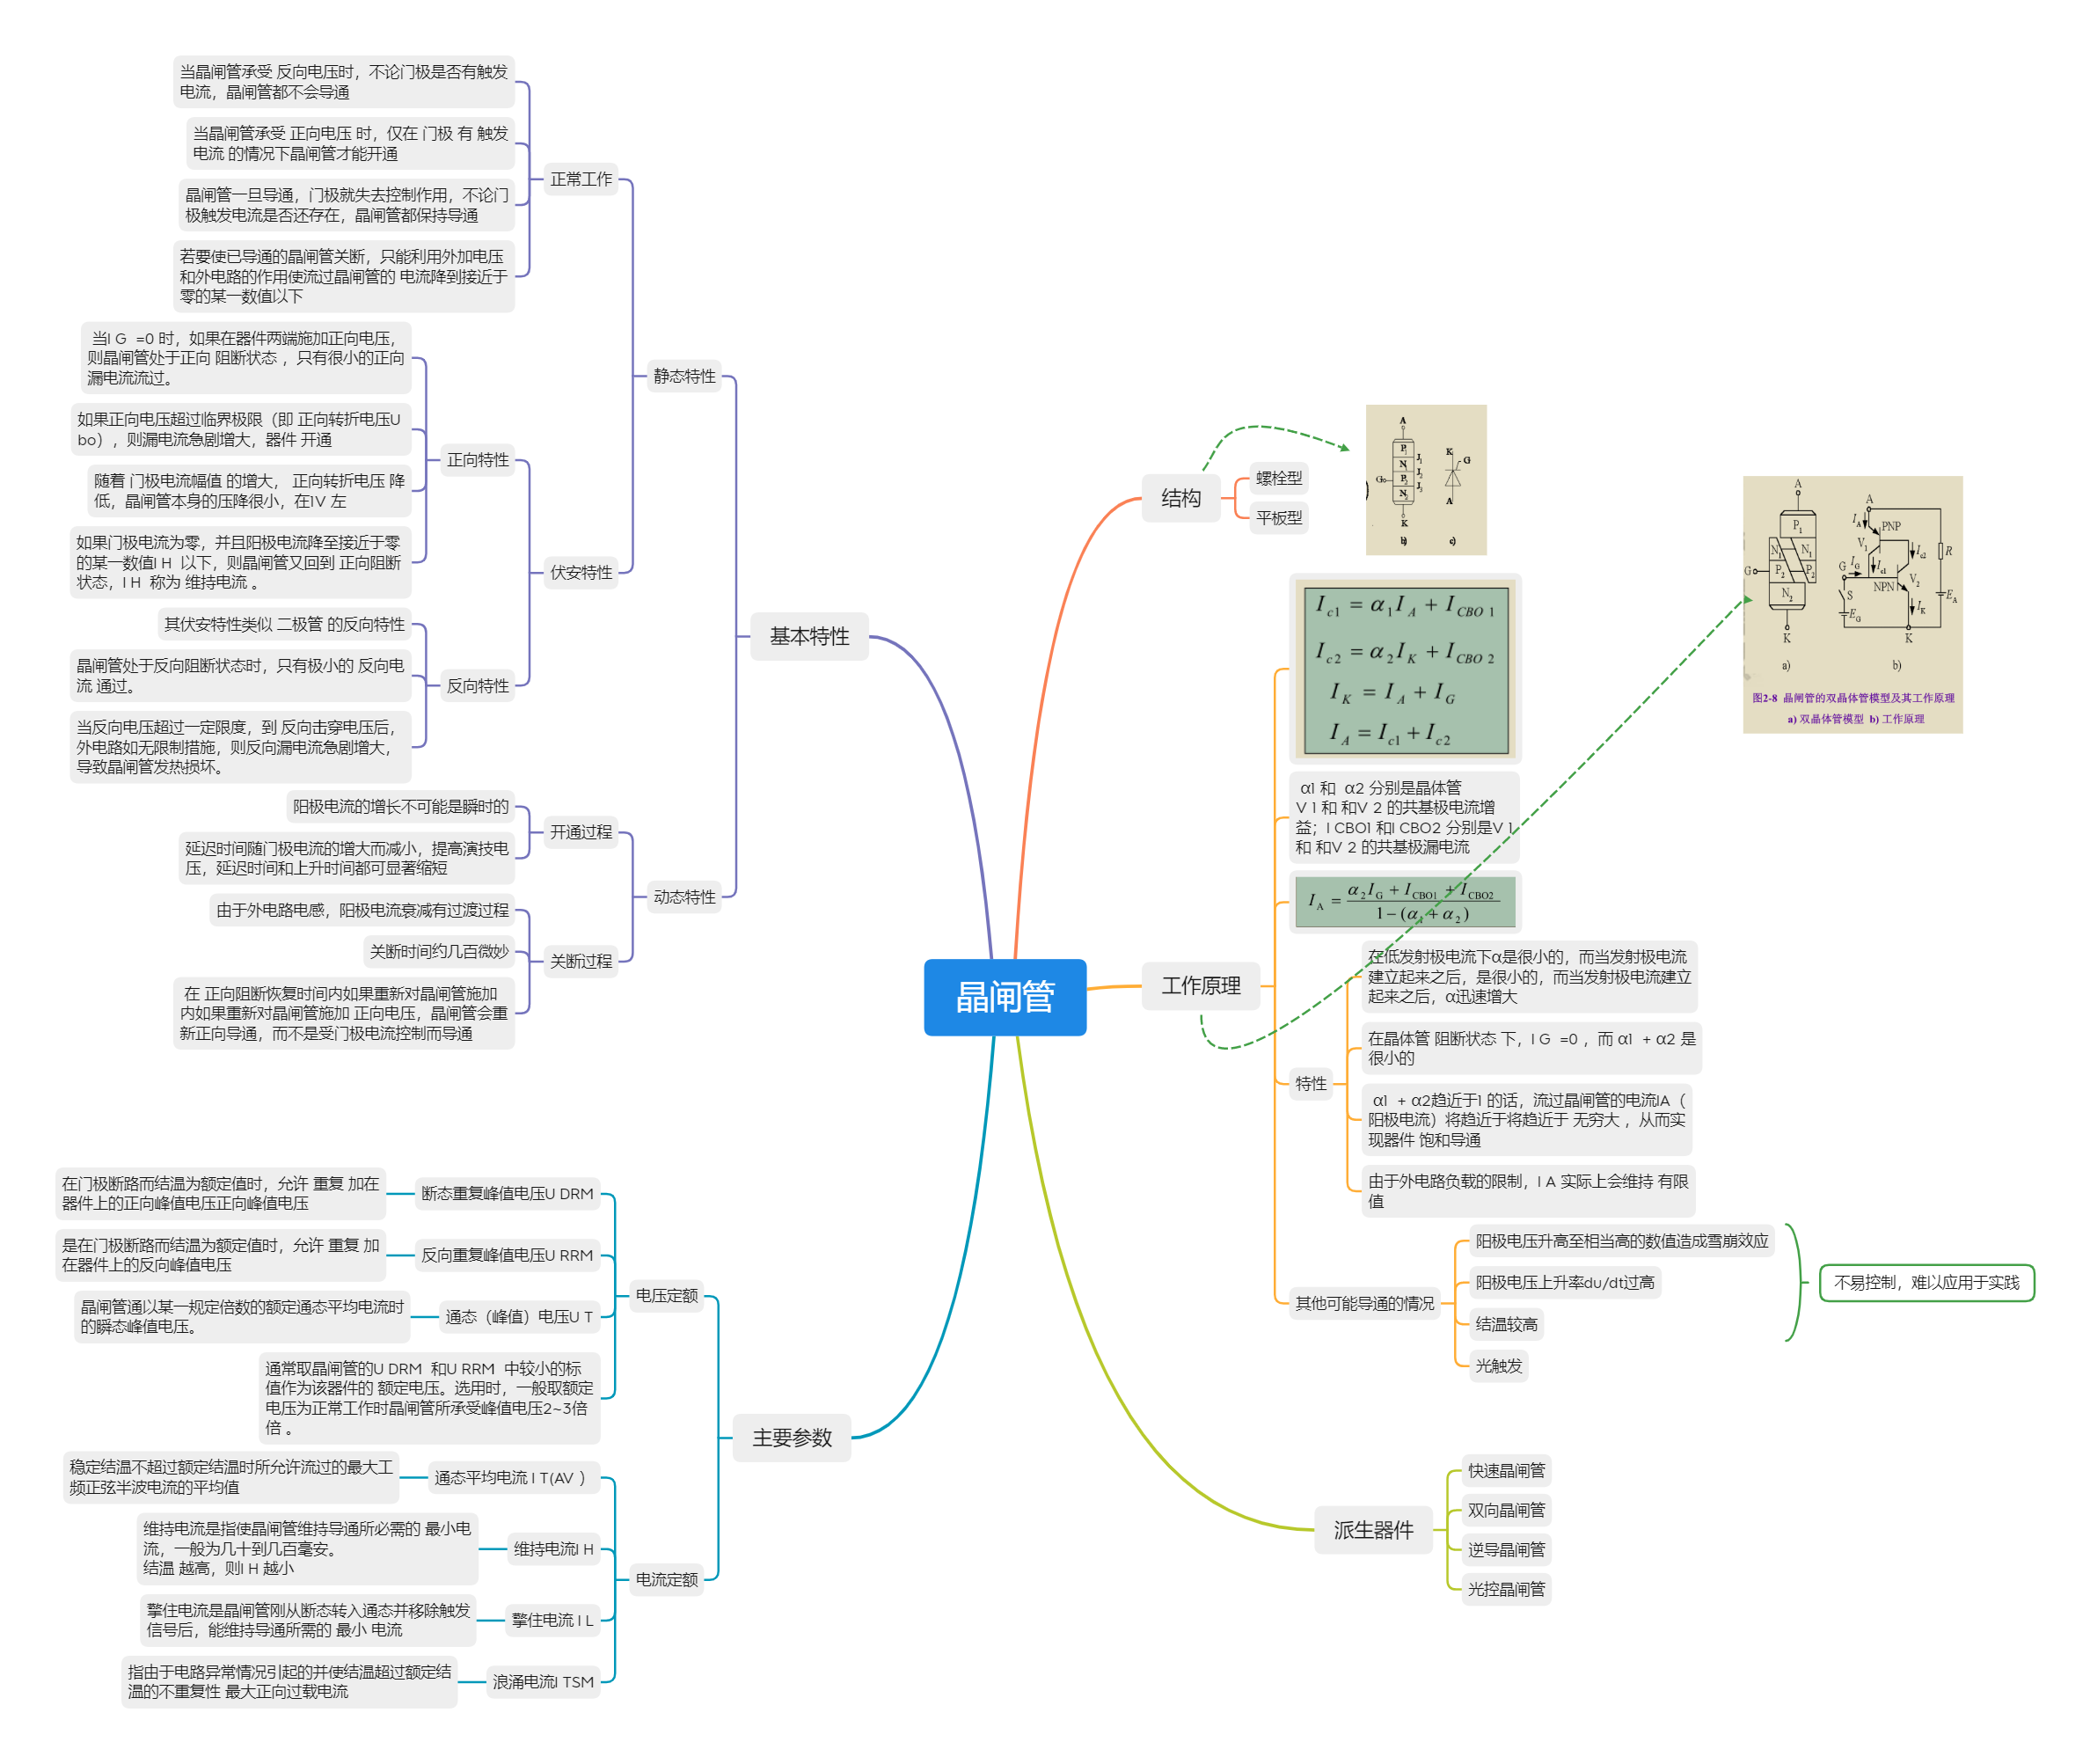 晶闸管
结构
螺栓型
平板型
A
P1
N1
P2
N2
J1
J2
J3
G
K
b)
K
G
A
c)
工作原理
I c1 = α 1 I A + I CBO 1
I c2 = α 2 I K + I CBO 2
I K = I A + I G
I A = I c1 + I c2
α1 和  α2 分别是晶体管
V 1 和 和V 2 的共基极电流增
益；I CBO1 和I CBO2 分别是V 1
和 和V 2 的共基极漏电流
I A = α 2 I G + I CBO1 + I CBO2
1 − (α 1 + α 2 )
特性
在低发射极电流下α是很小的，而当发射极电流
建立起来之后，是很小的，而当发射极电流建立
起来之后，α迅速增大
在晶体管 阻断状态 下，I G  =0 ，而 α1  + α2 是
很小的
α1  + α2趋近于1 的话，流过晶闸管的电流IA（
阳极电流）将趋近于将趋近于 无穷大 ，从而实
现器件 饱和导通
由于外电路负载的限制，I A 实际上会维持 有限
值
其他可能导通的情况
阳极电压升高至相当高的数值造成雪崩效应
阳极电压上升率du/dt过高
结温较高
光触发
不易控制，难以应用于实践
A
P1
N1
N1
P2
P2
N2
G
K
a)
A
IA
PNP
V1
G
IG
Ic1
Ic2
NPN
V2
S
EG
IK
R
EA
K
b)
图2-8  晶闸管的双晶体管模型及其工作原理
a) 双晶体管模型  b) 工作原理
派生器件
快速晶闸管
双向晶闸管
逆导晶闸管
光控晶闸管
基本特性
静态特性
正常工作
当晶闸管承受 反向电压时，不论门极是否有触发
电流，晶闸管都不会导通
当晶闸管承受 正向电压 时，仅在 门极 有 触发
电流 的情况下晶闸管才能开通
晶闸管一旦导通，门极就失去控制作用，不论门
极触发电流是否还存在，晶闸管都保持导通
若要使已导通的晶闸管关断，只能利用外加电压
和外电路的作用使流过晶闸管的 电流降到接近于
零的某一数值以下
伏安特性
正向特性
当I G  =0 时，如果在器件两端施加正向电压，
则晶闸管处于正向 阻断状态 ，只有很小的正向
漏电流流过。
如果正向电压超过临界极限（即 正向转折电压U
bo），则漏电流急剧增大，器件 开通
随着 门极电流幅值 的增大， 正向转折电压 降
低，晶闸管本身的压降很小，在1V 左
如果门极电流为零，并且阳极电流降至接近于零
的某一数值I H  以下，则晶闸管又回到 正向阻断
状态，I H  称为 维持电流 。
反向特性
其伏安特性类似 二极管 的反向特性
晶闸管处于反向阻断状态时，只有极小的 反向电
流 通过。
当反向电压超过一定限度，到 反向击穿电压后，
外电路如无限制措施，则反向漏电流急剧增大，
导致晶闸管发热损坏。
动态特性
开通过程
阳极电流的增长不可能是瞬时的
延迟时间随门极电流的增大而减小，提高演技电
压，延迟时间和上升时间都可显著缩短
关断过程
由于外电路电感，阳极电流衰减有过渡过程
关断时间约几百微妙
在 正向阻断恢复时间内如果重新对晶闸管施加
内如果重新对晶闸管施加 正向电压，晶闸管会重
新正向导通，而不是受门极电流控制而导通
主要参数
电压定额
断态重复峰值电压U DRM
在门极断路而结温为额定值时，允许 重复 加在
器件上的正向峰值电压正向峰值电压
反向重复峰值电压U RRM
是在门极断路而结温为额定值时，允许 重复 加
在器件上的反向峰值电压
通态（峰值）电压U T
晶闸管通以某一规定倍数的额定通态平均电流时
的瞬态峰值电压。
通常取晶闸管的U DRM  和U RRM  中较小的标
值作为该器件的 额定电压。选用时，一般取额定
电压为正常工作时晶闸管所承受峰值电压2~3倍
倍 。
电流定额
通态平均电流 I T(AV ）
稳定结温不超过额定结温时所允许流过的最大工
频正弦半波电流的平均值
维持电流I H
维持电流是指使晶闸管维持导通所必需的 最小电
流，一般为几十到几百毫安。
结温 越高，则I H 越小
擎住电流 I L
擎住电流是晶闸管刚从断态转入通态并移除触发
信号后，能维持导通所需的 最小 电流
浪涌电流I TSM
指由于电路异常情况引起的并使结温超过额定结
温的不重复性 最大正向过载电流